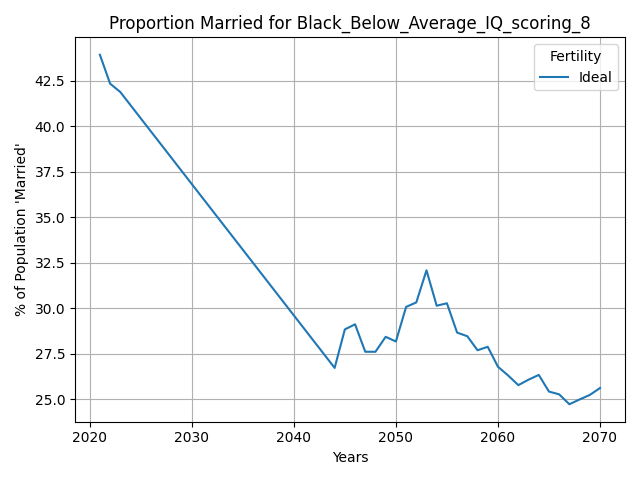 Proportion Married for Black_Below_Average_IQ_scoring_8
Fertility
Ideal
42.5
40.0
37.5
35.0
32.5
30.0
27.5
25.0
% of Population 'Married'
2020 2030 2040 2050 2060 2070
Years